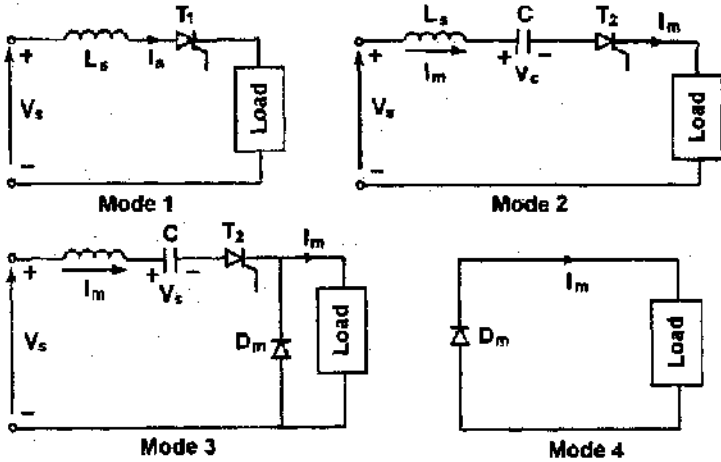 T₁
Lₛ Iₐ
+
Vₛ
Load
−
Mode 1
Lₛ C T₂ Iₘ
+ Iₘ + V꜀ −
Vₛ
Load
−
Mode 2
C T₂ Iₘ
+ Iₘ + Vₛ −
Vₛ
Dₘ
Load
−
Mode 3
Iₘ
Dₘ
Load
Mode 4